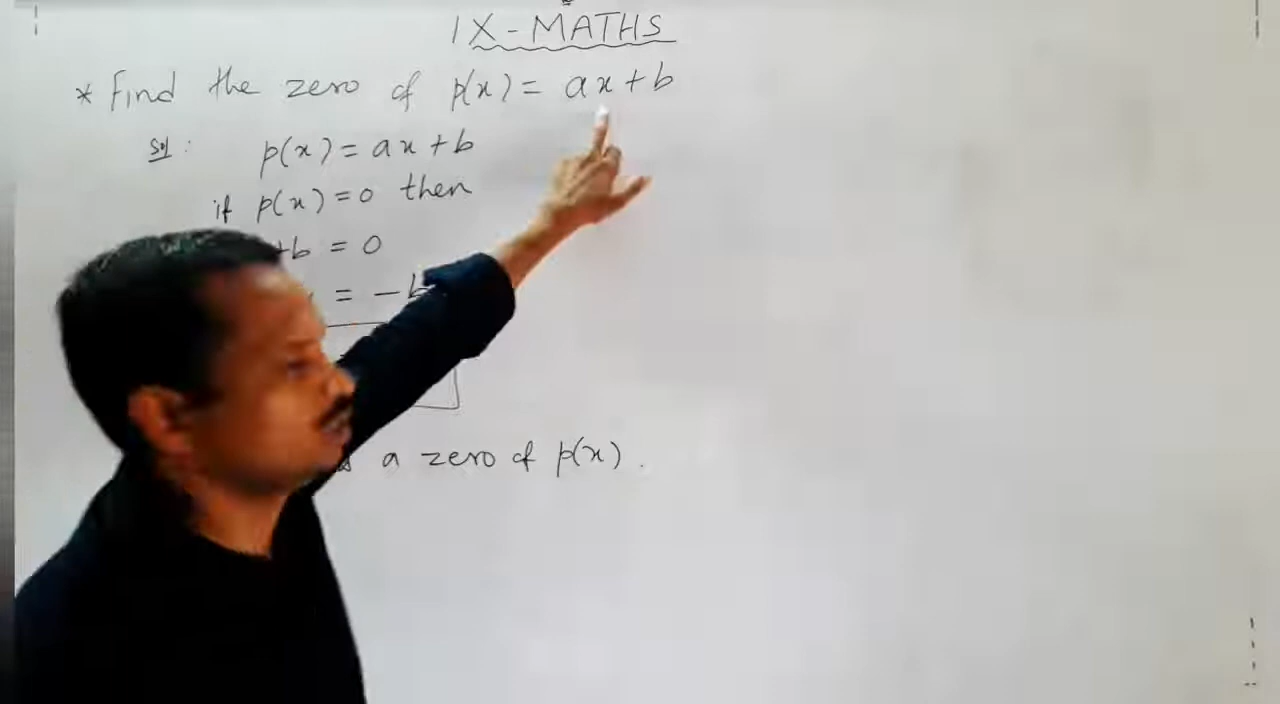 IX-MATHS
* Find the zero of p(x) = ax+b
Sol: p(x) = ax+b
if p(x)=0 then
+b = 0
= -b
a zero of p(x).